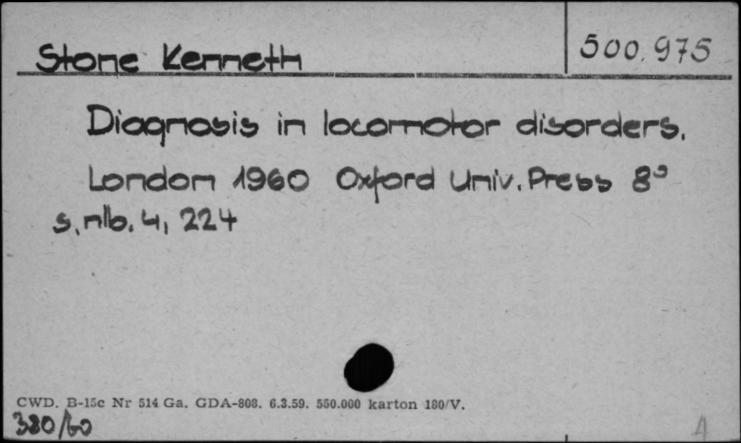 Stone Kenneth
500.975
Diagnosis in locomotor disorders.
London 1960 Oxford Univ. Press 8°
s. nlb. 4, 224
CWD. B-15c Nr 514 Ga. GDA-808. 6.3.59. 550.000 karton 180/V.
380/60